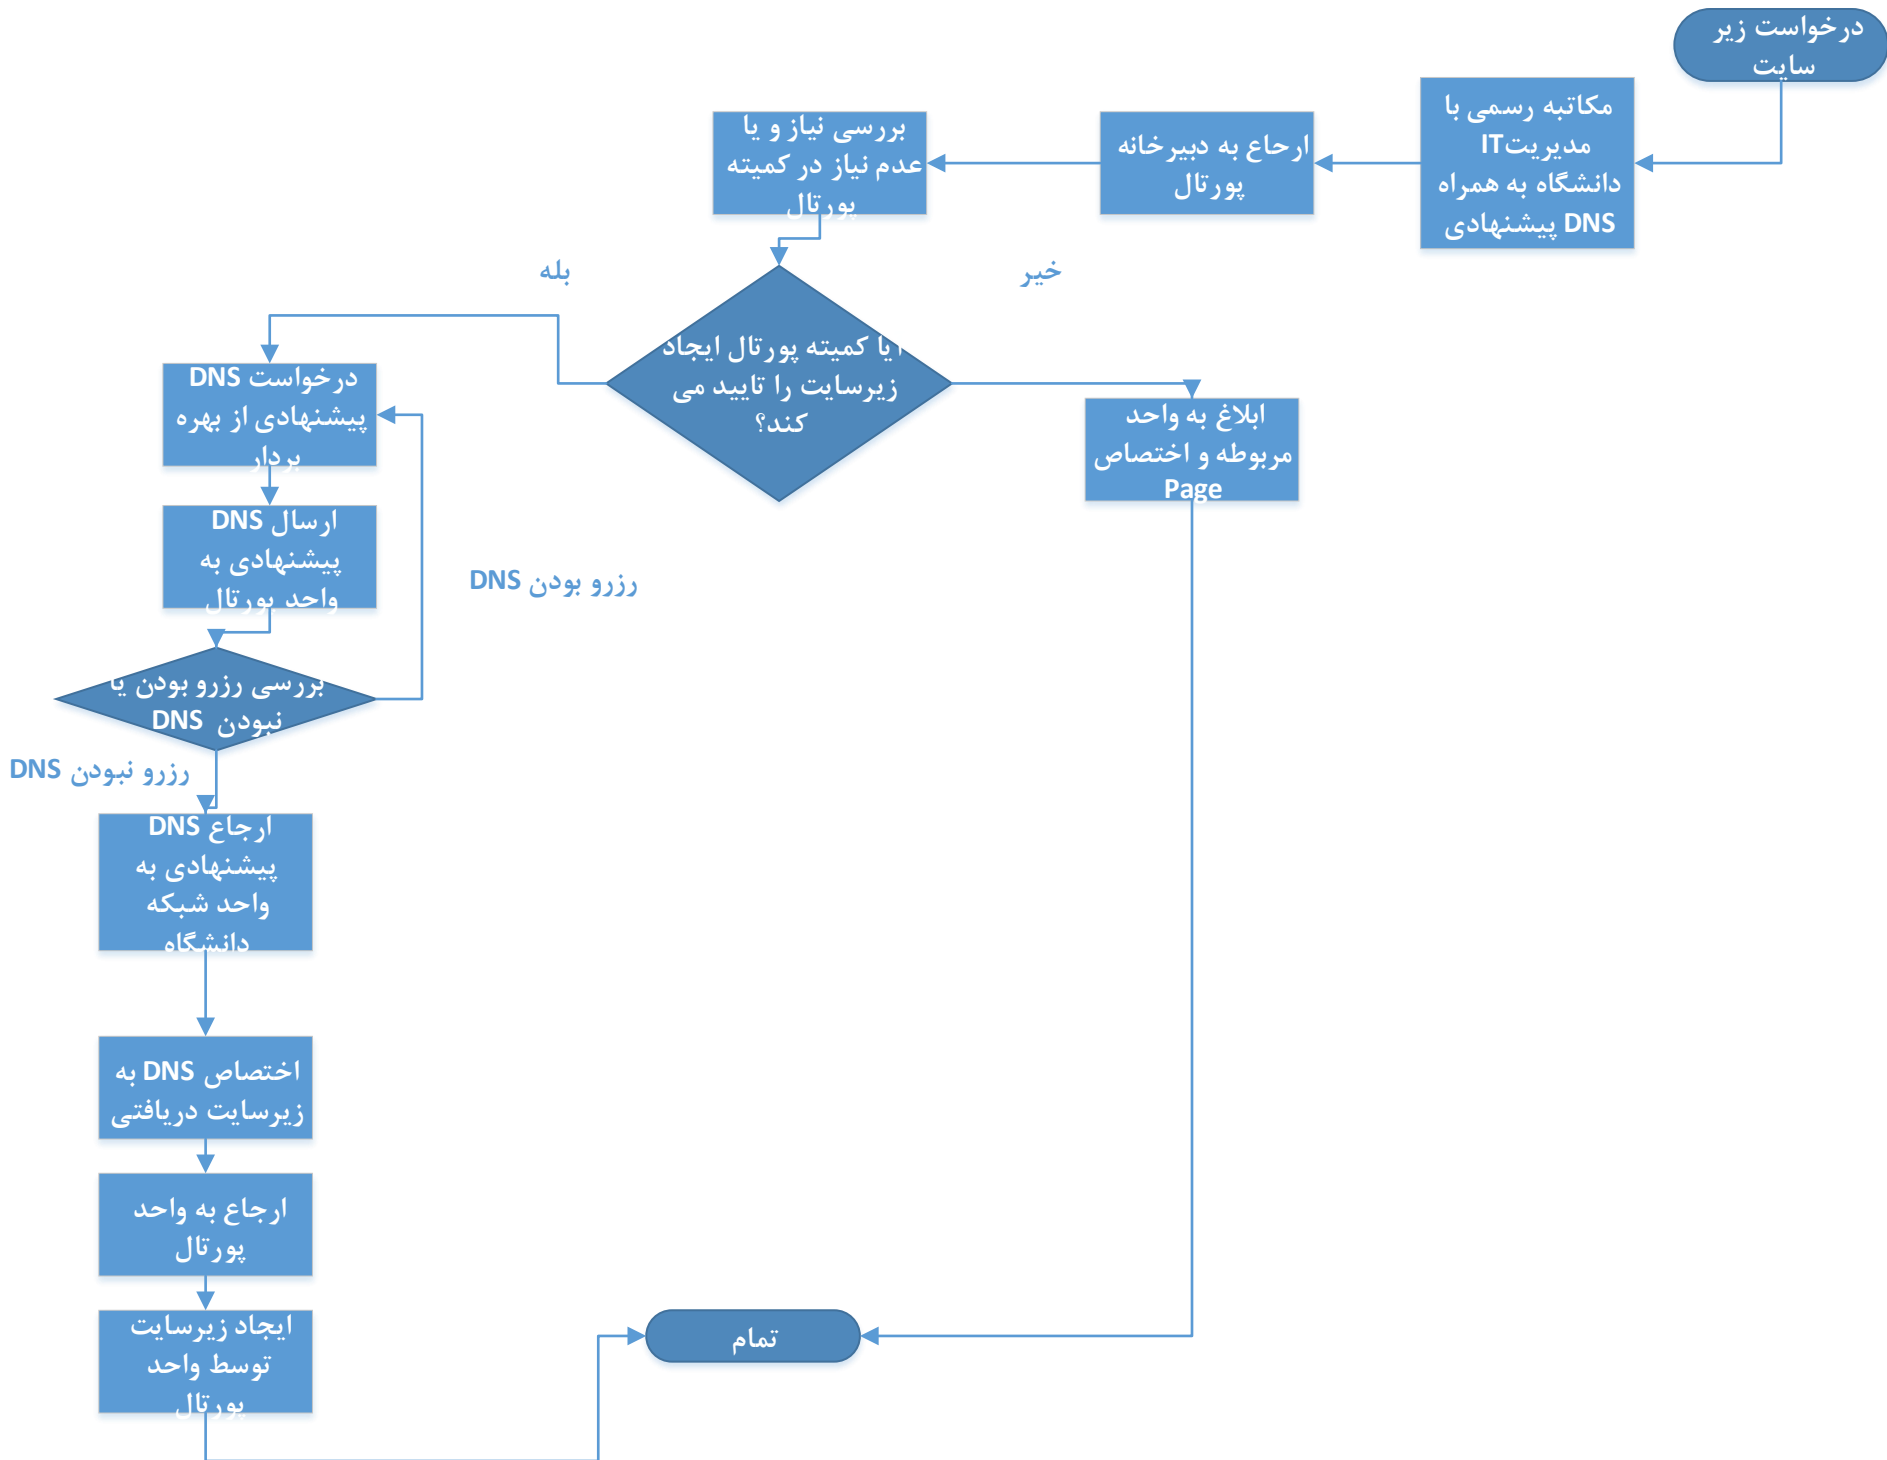 درخواست زیر
سایت
مکاتبه رسمی با
مدیریتIT
دانشگاه به همراه
DNS پیشنهادی
ارحاع به دبیرخانه
پورتال
بررسی نیاز و یا
عدم نیاز در کمیته
پورتال
بله
خیر
آیا کمیته پورتال ایجاد
زیرسایت را تایید می
کند؟
درخواست DNS
پیشنهادی از بهره
بردار
ابلاغ به واحد
مربوطه و اختصاص
Page
ارسال DNS
پیشنهادی به
واحد پورتال
رزرو بودن DNS
بررسی رزرو بودن یا
نبودن DNS
رزرو نبودن DNS
ارجاع DNS
پیشنهادی به
واحد شبکه
دانشگاه
اختصاص DNS به
زیرسایت دریافتی
ارجاع به واحد
پورتال
ایجاد زیرسایت
توسط واحد
پورتال
تمام